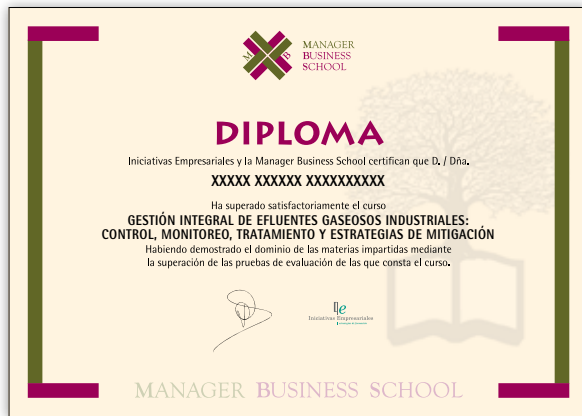 M B
MANAGER
BUSINESS
SCHOOL
DIPLOMA
Iniciativas Empresariales y la Manager Business School certifican que D. / Dña.
XXXXX XXXXXX XXXXXXXXXX
Ha superado satisfactoriamente el curso
GESTIÓN INTEGRAL DE EFLUENTES GASEOSOS INDUSTRIALES:
CONTROL, MONITOREO, TRATAMIENTO Y ESTRATEGIAS DE MITIGACIÓN
Habiendo demostrado el dominio de las materias impartidas mediante
la superación de las pruebas de evaluación de las que consta el curso.
Ie
Iniciativas Empresariales
MANAGER BUSINESS SCHOOL